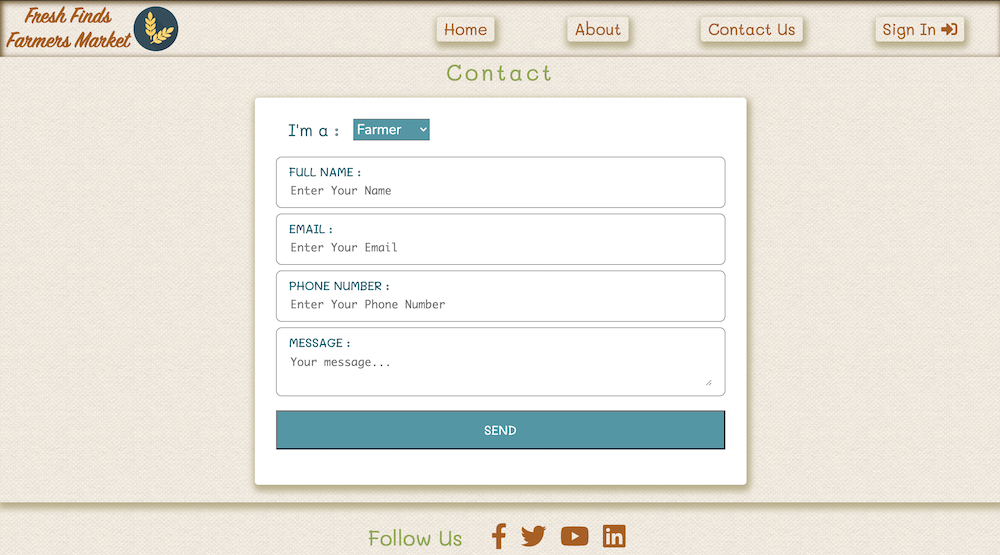 Fresh Finds
Farmers Market
Home
About
Contact Us
Sign In
Contact
I'm a :
Farmer
FULL NAME :
Enter Your Name
EMAIL :
Enter Your Email
PHONE NUMBER :
Enter Your Phone Number
MESSAGE :
Your message...
SEND
Follow Us